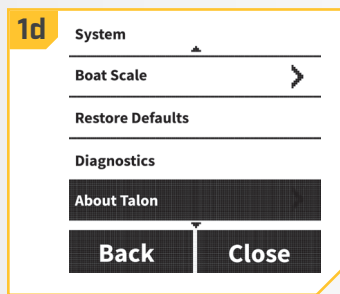 1d
System
Boat Scale
Restore Defaults
Diagnostics
About Talon
Back Close